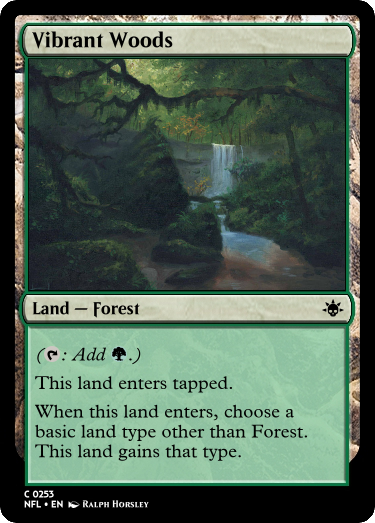 Vibrant Woods
Land — Forest
(: Add .)
This land enters tapped.
When this land enters, choose a
basic land type other than Forest.
This land gains that type.
C 0253
NFL • EN Ralph Horsley